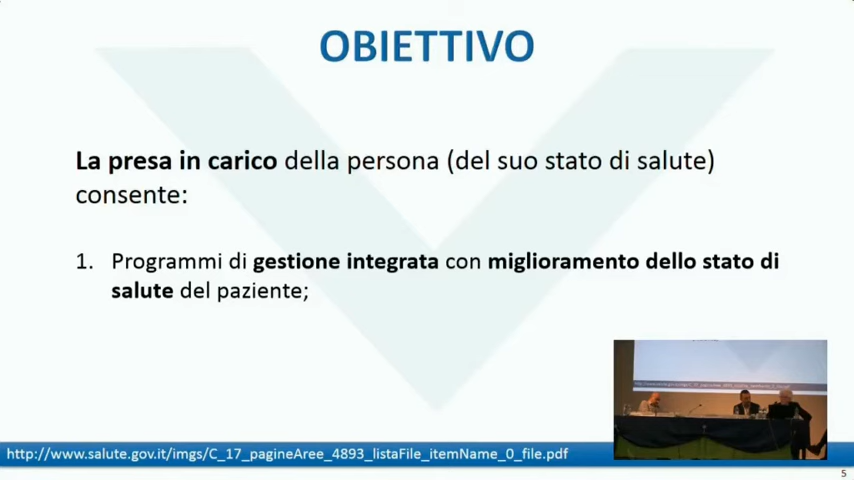 OBIETTIVO
La presa in carico della persona (del suo stato di salute)
consente:
1. Programmi di gestione integrata con miglioramento dello stato di
salute del paziente;
http://www.salute.gov.it/imgs/C_17_pagineAree_4893_listaFile_itemName_0_file.pdf
5